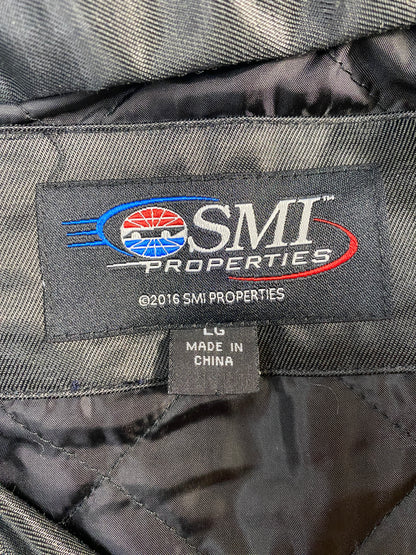 SMI™
PROPERTIES
©2016 SMI PROPERTIES
LG
MADE IN
CHINA